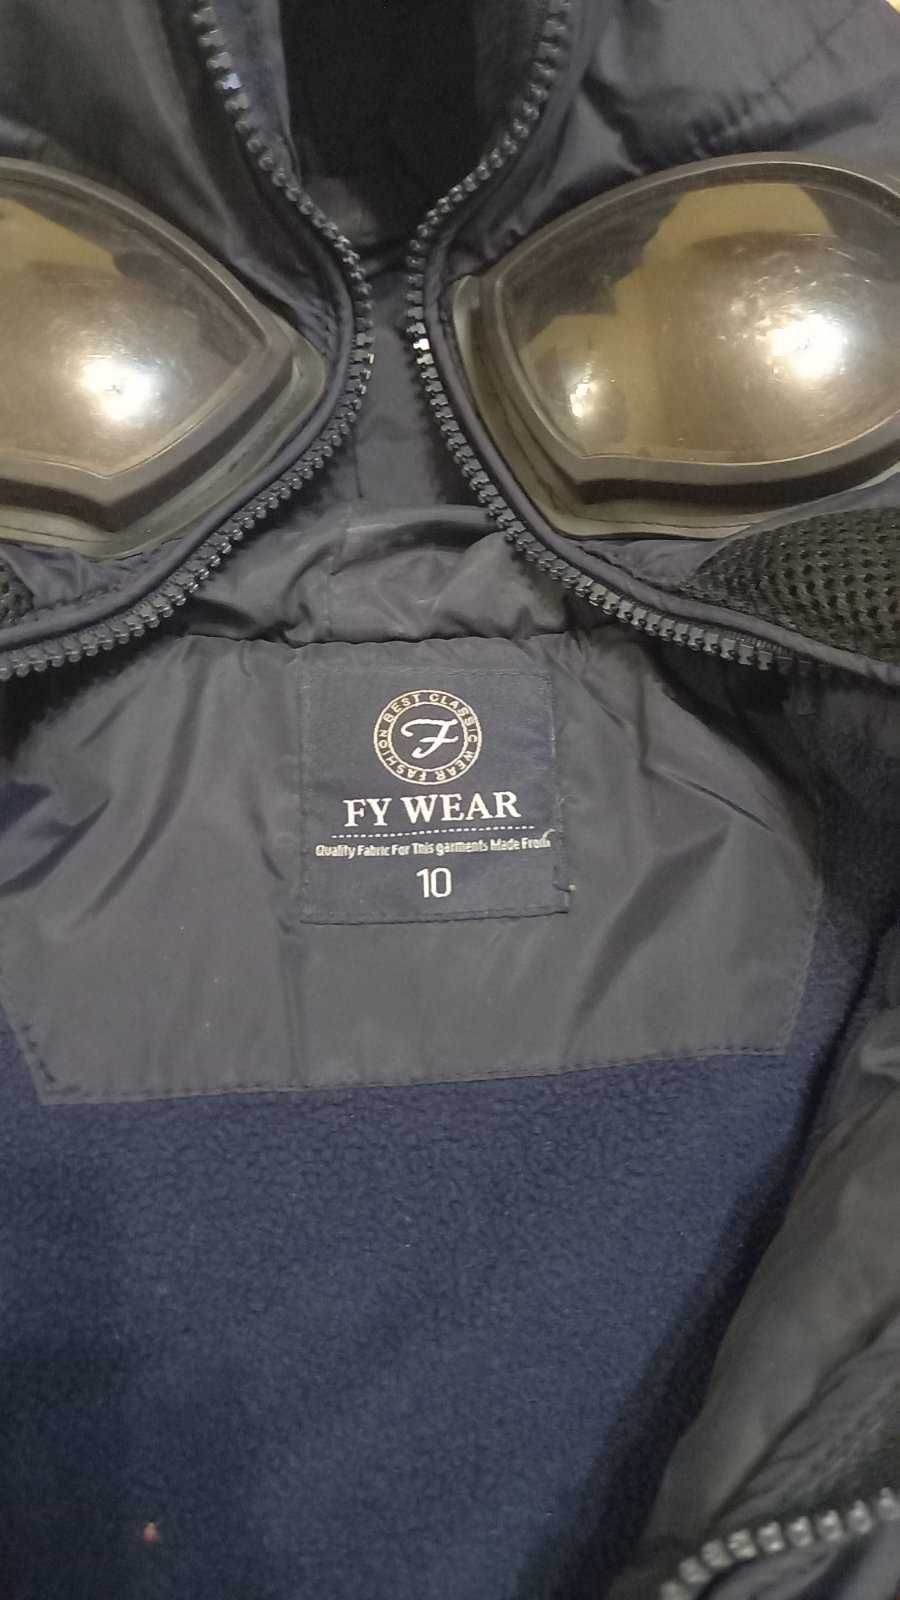 BEST CLASSIC WEAR FASHION
F
FY WEAR
Quality Fabric For This garments Made From
10